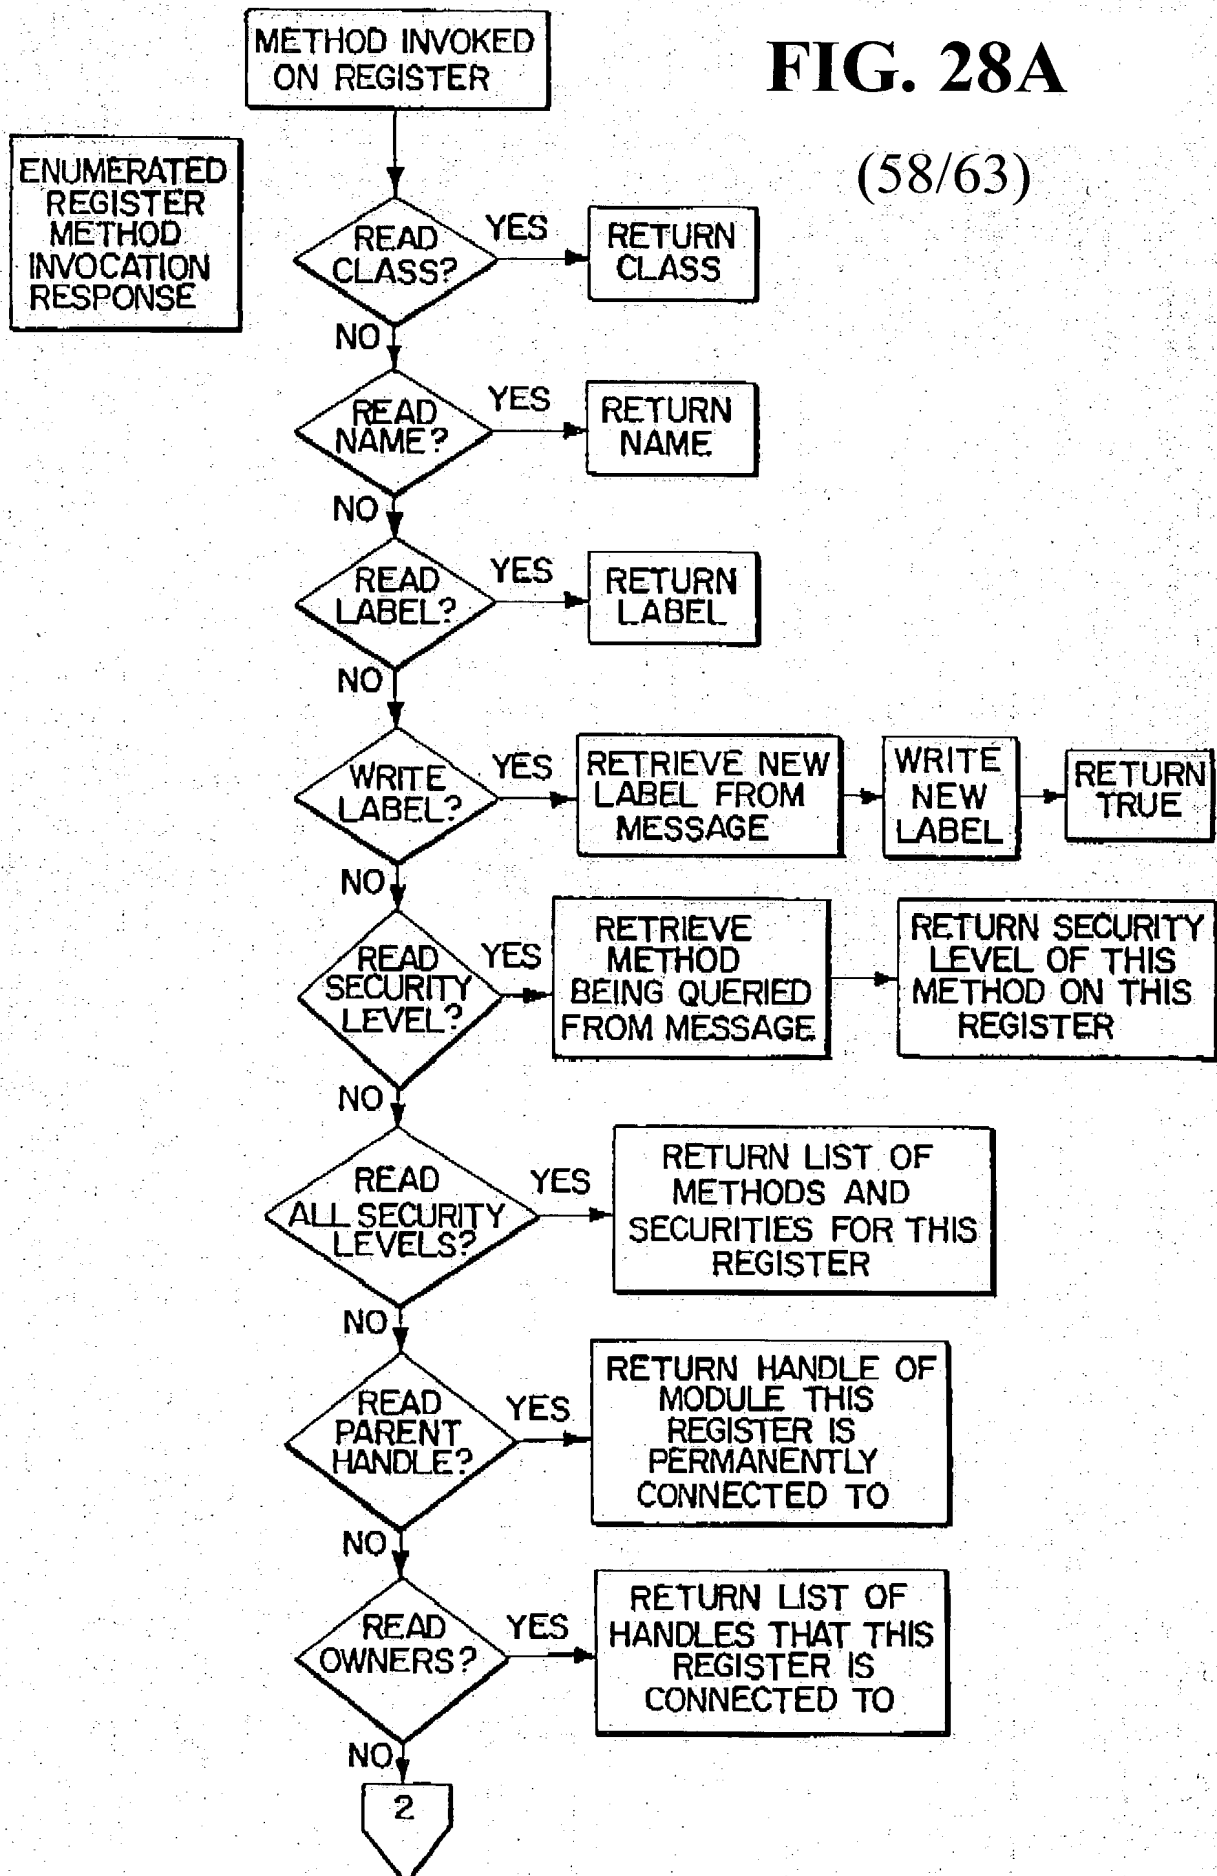 METHOD INVOKED
ON REGISTER
FIG. 28A
(58/63)
ENUMERATED
REGISTER
METHOD
INVOCATION
RESPONSE
READ
CLASS?
YES
RETURN
CLASS
NO
READ
NAME?
YES
RETURN
NAME
NO
READ
LABEL?
YES
RETURN
LABEL
NO
WRITE
LABEL?
YES
RETRIEVE NEW
LABEL FROM
MESSAGE
WRITE
NEW
LABEL
RETURN
TRUE
NO
READ
SECURITY
LEVEL?
YES
RETRIEVE
METHOD
BEING QUERIED
FROM MESSAGE
RETURN SECURITY
LEVEL OF THIS
METHOD ON THIS
REGISTER
NO
READ
ALL SECURITY
LEVELS?
YES
RETURN LIST OF
METHODS AND
SECURITIES FOR THIS
REGISTER
NO
READ
PARENT
HANDLE?
YES
RETURN HANDLE OF
MODULE THIS
REGISTER IS
PERMANENTLY
CONNECTED TO
NO
READ
OWNERS?
YES
RETURN LIST OF
HANDLES THAT THIS
REGISTER IS
CONNECTED TO
NO
2